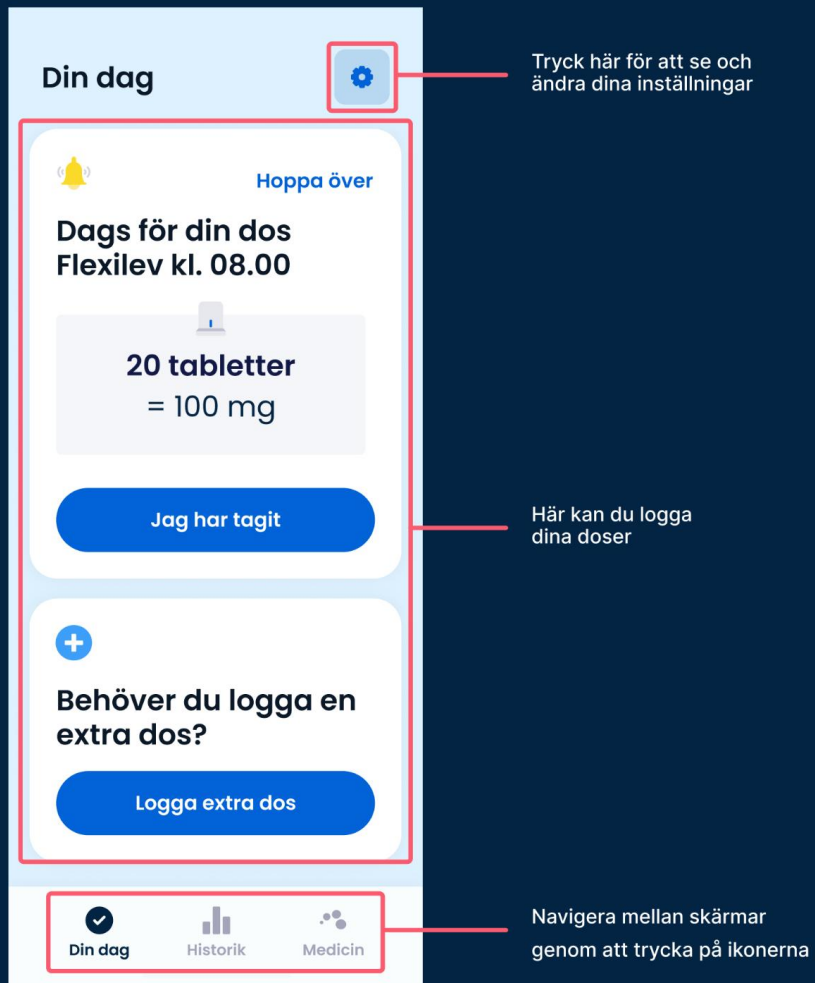 Din dag
Tryck här för att se och
ändra dina inställningar
Hoppa över
Dags för din dos
Flexilev kl. 08.00
20 tabletter
= 100 mg
Jag har tagit
Här kan du logga
dina doser
Behöver du logga en
extra dos?
Logga extra dos
Din dag
Historik
Medicin
Navigera mellan skärmar
genom att trycka på ikonerna